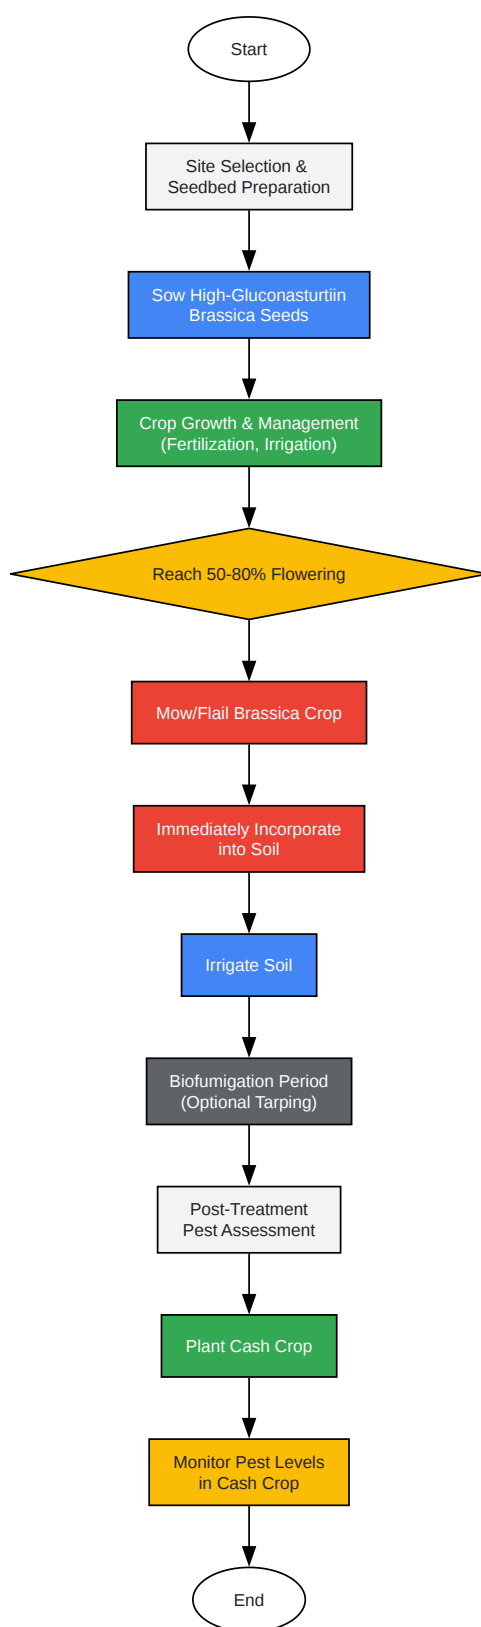 Start
Site Selection &
Seedbed Preparation
Sow High-Gluconasturtiin
Brassica Seeds
Crop Growth & Management
(Fertilization, Irrigation)
Reach 50-80% Flowering
Mow/Flail Brassica Crop
Immediately Incorporate
into Soil
Irrigate Soil
Biofumigation Period
(Optional Tarping)
Post-Treatment
Pest Assessment
Plant Cash Crop
Monitor Pest Levels
in Cash Crop
End